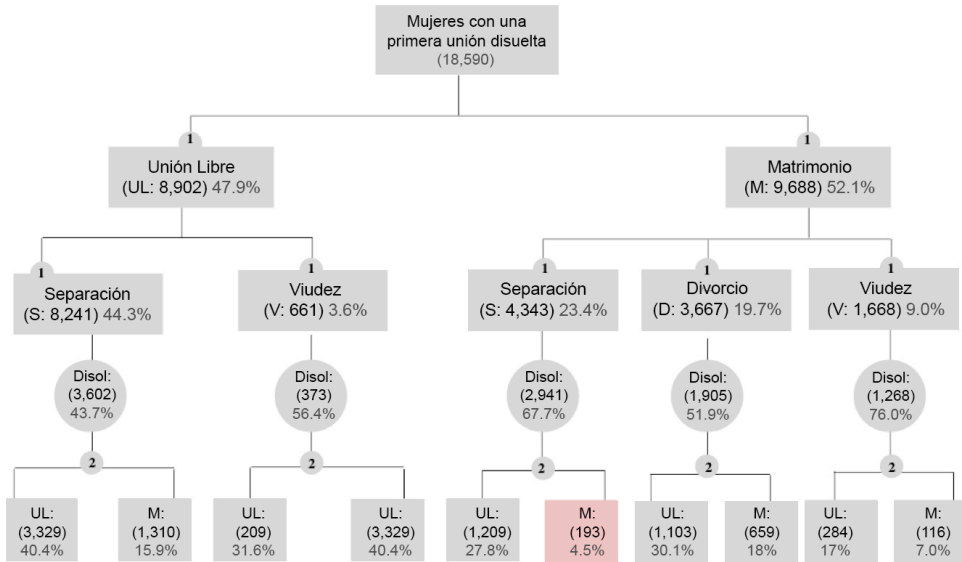 Mujeres con una
primera unión disuelta
(18,590)
1
1
Unión Libre
(UL: 8,902) 47.9%
Matrimonio
(M: 9,688) 52.1%
1
1
1
1
1
Separación
(S: 8,241) 44.3%
Viudez
(V: 661) 3.6%
Separación
(S: 4,343) 23.4%
Divorcio
(D: 3,667) 19.7%
Viudez
(V: 1,668) 9.0%
Disol:
(3,602)
43.7%
Disol:
(373)
56.4%
Disol:
(2,941)
67.7%
Disol:
(1,905)
51.9%
Disol:
(1,268)
76.0%
2
2
2
2
2
UL:
(3,329)
40.4%
M:
(1,310)
15.9%
UL:
(209)
31.6%
UL:
(3,329)
40.4%
UL:
(1,209)
27.8%
M:
(193)
4.5%
UL:
(1,103)
30.1%
M:
(659)
18%
UL:
(284)
17%
M:
(116)
7.0%